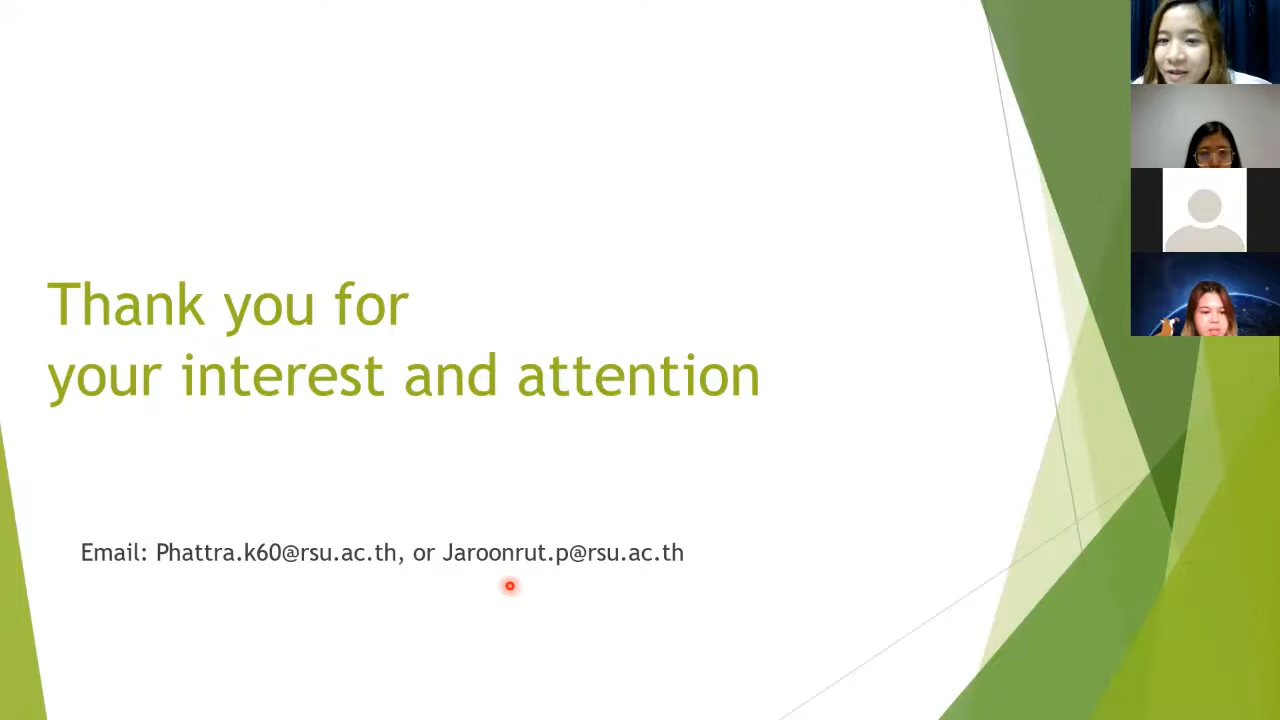 Thank you for
your interest and attention
Email: Phattra.k60@rsu.ac.th, or Jaroonrut.p@rsu.ac.th